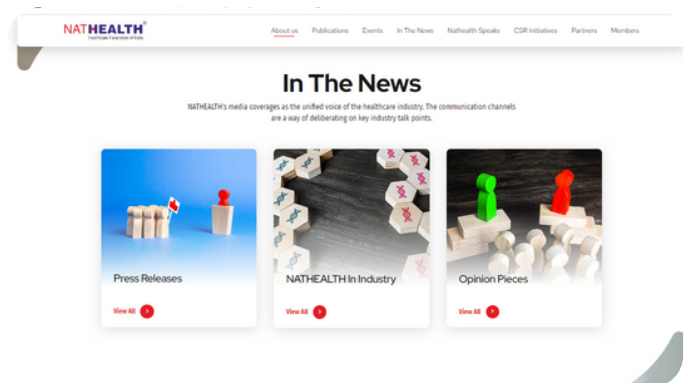 NATHEALTH
Healthcare Federation of India
About us Publications Events In The News Nathealth Speaks CSR Initiatives Partners Members
In The News
NATHEALTH's media coverages as the unified voice of the healthcare industry. The communication channels
are a way of deliberating on key industry talk points.
Press Releases
View All
NATHEALTH In Industry
View All
Opinion Pieces
View All